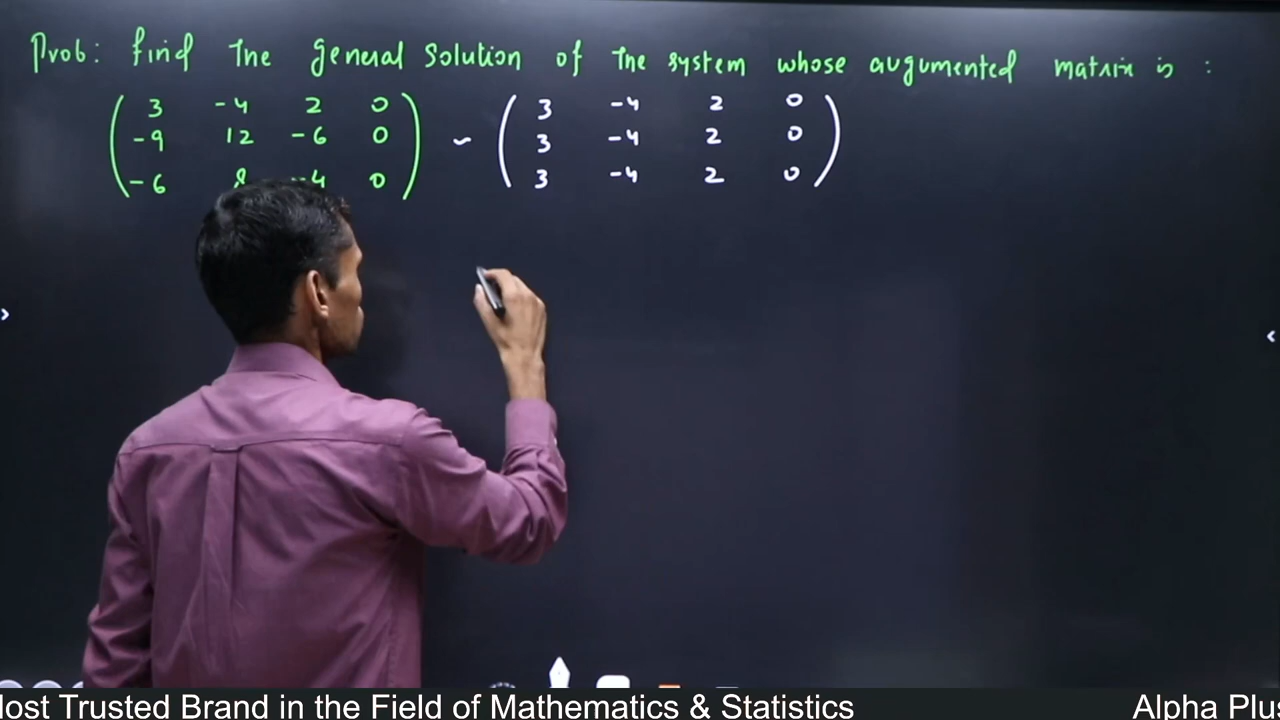 Prob: find The general solution of The system whose augumented matrix is :
3 -4 2 0 ~ 3 -4 2 0
-9 12 -6 0 3 -4 2 0
-6 8 -4 0 3 -4 2 0
Most Trusted Brand in the Field of Mathematics & Statistics Alpha Plus